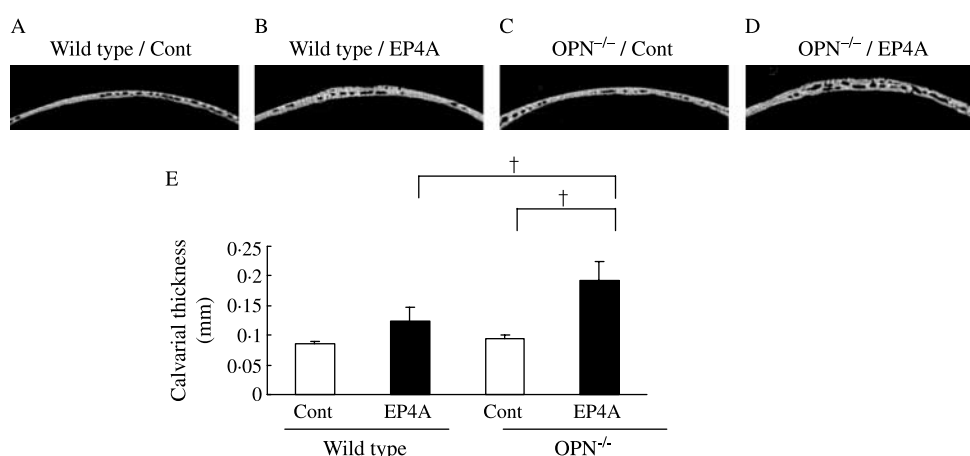 A
Wild type / Cont
B
Wild type / EP4A
C
OPN⁻/⁻ / Cont
D
OPN⁻/⁻ / EP4A
E
†
†
Calvarial thickness
(mm)
0·25
0·2
0·15
0·1
0·05
0
Cont
EP4A
Cont
EP4A
Wild type
OPN⁻/⁻